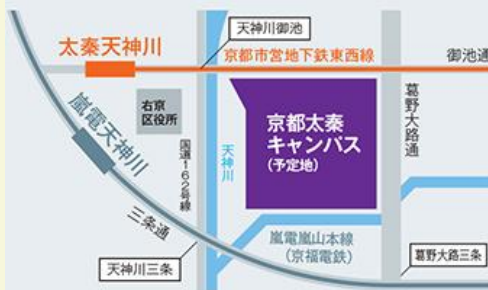 天神川御池
太秦天神川
京都市営地下鉄東西線
御池通
嵐電天神川
右京
区役所
国道162号線
天神川
京都太秦
キャンパス
(予定地)
葛野大路通
三条通
嵐電嵐山本線
(京福電鉄)
天神川三条
葛野大路三条